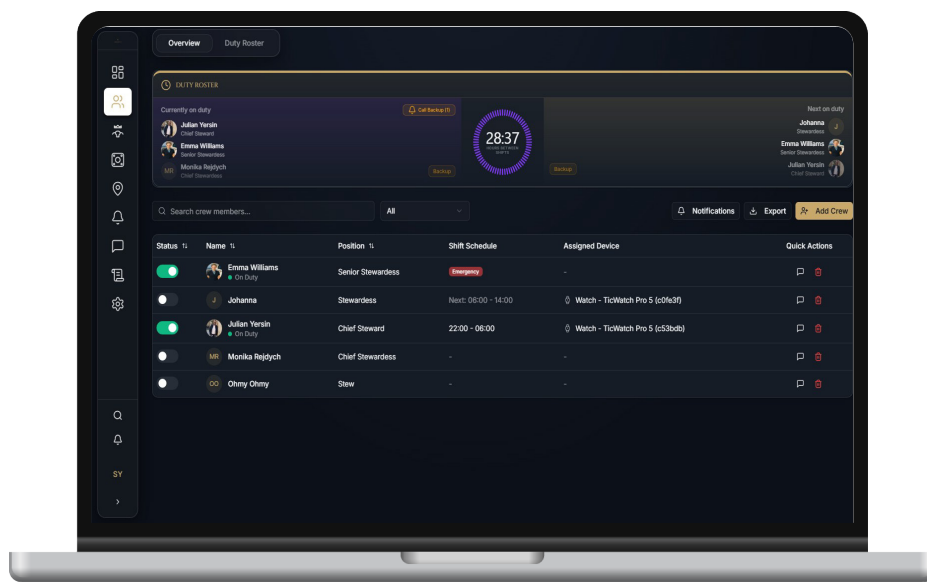 Overview Duty Roster
DUTY ROSTER
Currently on duty
Call Backup (1)
Julian Yersin
Chief Steward
Emma Williams
Senior Stewardess
MR Monika Rejdych
Chief Stewardess
Backup
28:37
HOURS BETWEEN
SHIFTS
Backup
Next on duty
Johanna J
Stewardess
Emma Williams
Senior Stewardess
Julian Yersin
Chief Steward
Search crew members...
All
Notifications Export Add Crew
Status Name Position Shift Schedule Assigned Device Quick Actions
Emma Williams
On Duty
Senior Stewardess Emergency -
J Johanna Stewardess Next: 06:00 - 14:00 Watch - TicWatch Pro 5 (c0fe3f)
Julian Yersin
On Duty
Chief Steward 22:00 - 06:00 Watch - TicWatch Pro 5 (c53bdb)
MR Monika Rejdych Chief Stewardess - -
OO Ohmy Ohmy Stew - -
SY